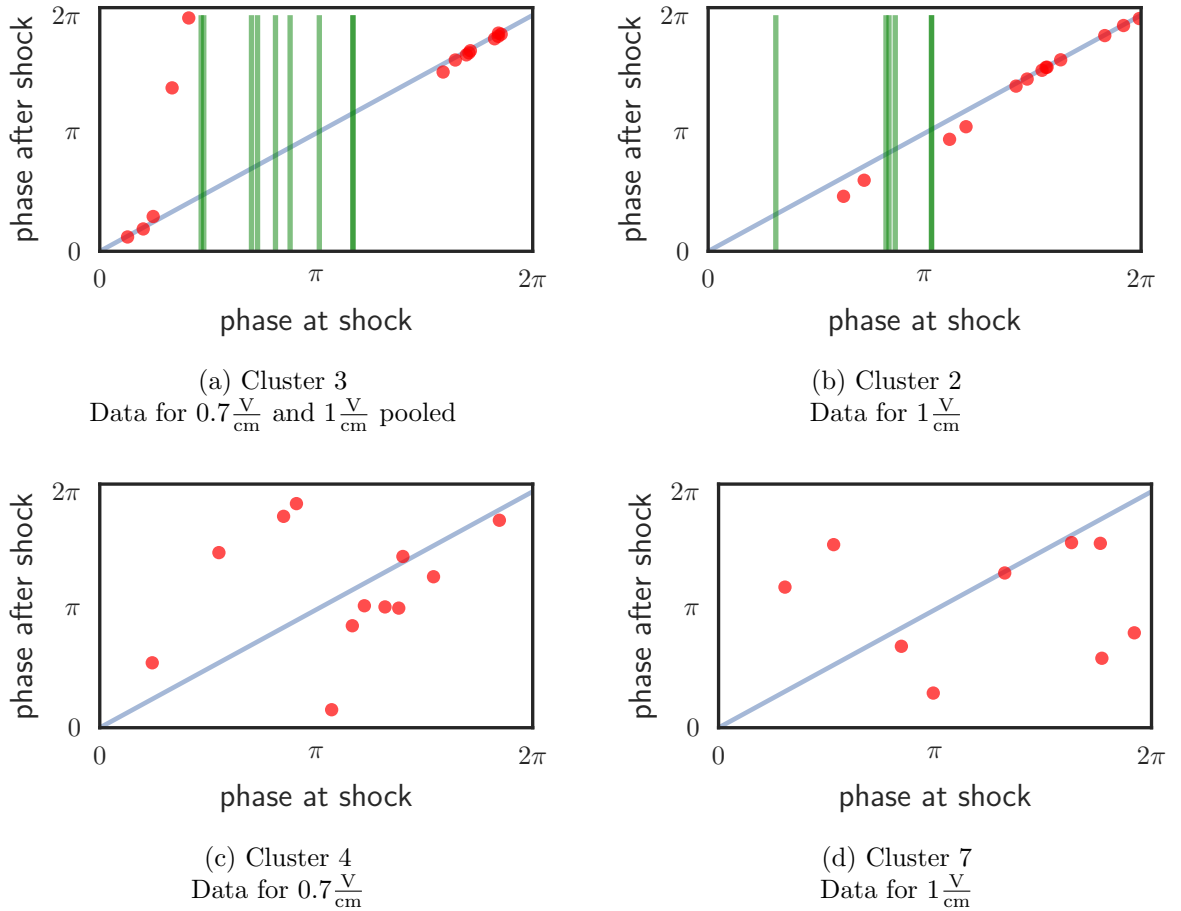 phase after shock
2π
π
0
0
π
2π
phase at shock
(a) Cluster 3
Data for 0.7 V/cm and 1 V/cm pooled
phase after shock
2π
π
0
0
π
2π
phase at shock
(b) Cluster 2
Data for 1 V/cm
phase after shock
2π
π
0
0
π
2π
phase at shock
(c) Cluster 4
Data for 0.7 V/cm
phase after shock
2π
π
0
0
π
2π
phase at shock
(d) Cluster 7
Data for 1 V/cm